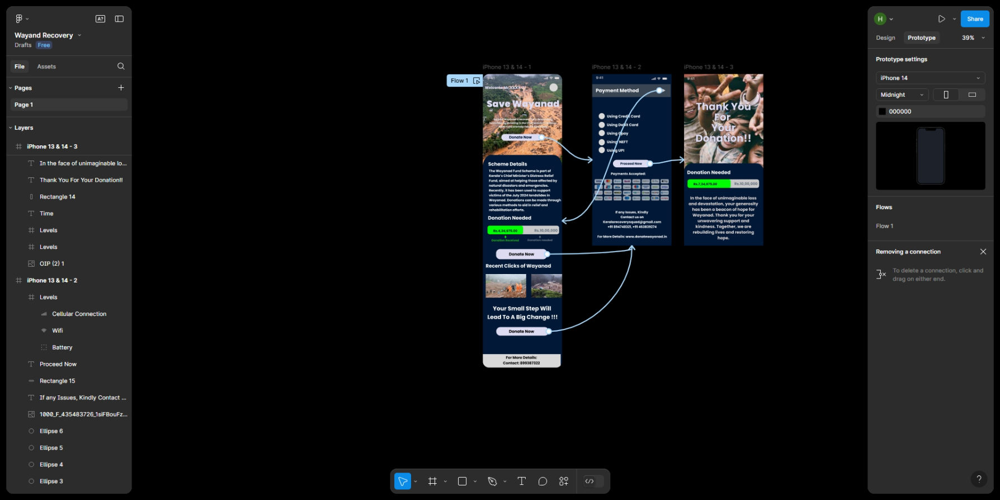 A?
Wayand Recovery
Drafts Free
File Assets
Pages
Page 1
Layers
iPhone 13 & 14 - 3
In the face of unimaginable lo...
Thank You For Your Donation!!
Rectangle 14
Time
Levels
Levels
OIP (2) 1
iPhone 13 & 14 - 2
Levels
Cellular Connection
Wifi
Battery
Proceed Now
Rectangle 15
If any Issues, Kindly Contact ...
1000_F_435483726_1siFBouFz...
Ellipse 6
Ellipse 5
Ellipse 4
Ellipse 3
Flow 1
iPhone 13 & 14 - 1
9:41
Save Wayanad
Donate Now
Scheme Details
The Wayanad Fund Scheme is part of
Kerala's Chief Minister's Distress Relief
Fund, aimed at helping those affected by
natural disasters and emergencies.
Recently, it has been used to support
victims of the July 2024 landslides in
Wayanad. Donations can be made through
various methods to aid in relief and
rehabilitation efforts.
Donation Needed
Rs.4,34,675.00 Rs.10,00,000
Donation Received Donation needed
Donate Now
Recent Clicks of Wayanad
Your Small Step Will
Lead To A Big Change !!!
Donate Now
For More Details:
Contact: 899387322
iPhone 13 & 14 - 2
9:41
Payment Method
Using Credit Card
Using Debit Card
Using Gpay
Using NEFT
Using UPI
Proceed Now
Payments Accepted:
VISA
If any Issues, Kindly
Contact us on
Keralarecoverysquad@gmail.com
+91 894748321, +91 463839274
For More Details: www.donatewayanad.in
iPhone 13 & 14 - 3
9:41
Thank You
For
Your
Donation!!
Donation Needed
Rs.7,34,675.00 Rs.10,00,000
In the face of unimaginable loss
and devastation, your generosity
has been a beacon of hope for
Wayanad. Thank you for your
unwavering support and
kindness. Together, we are
rebuilding lives and restoring
hope.
H
Share
Design Prototype 39%
Prototype settings
iPhone 14
Midnight
000000
Flows
Flow 1
Removing a connection
To delete a connection, click and
drag on either end.
?